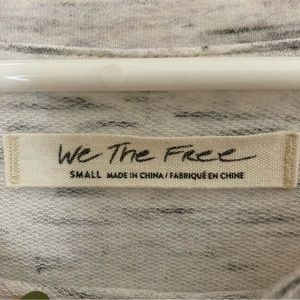 We The Free
SMALL MADE IN CHINA / FABRIQUÉ EN CHINE